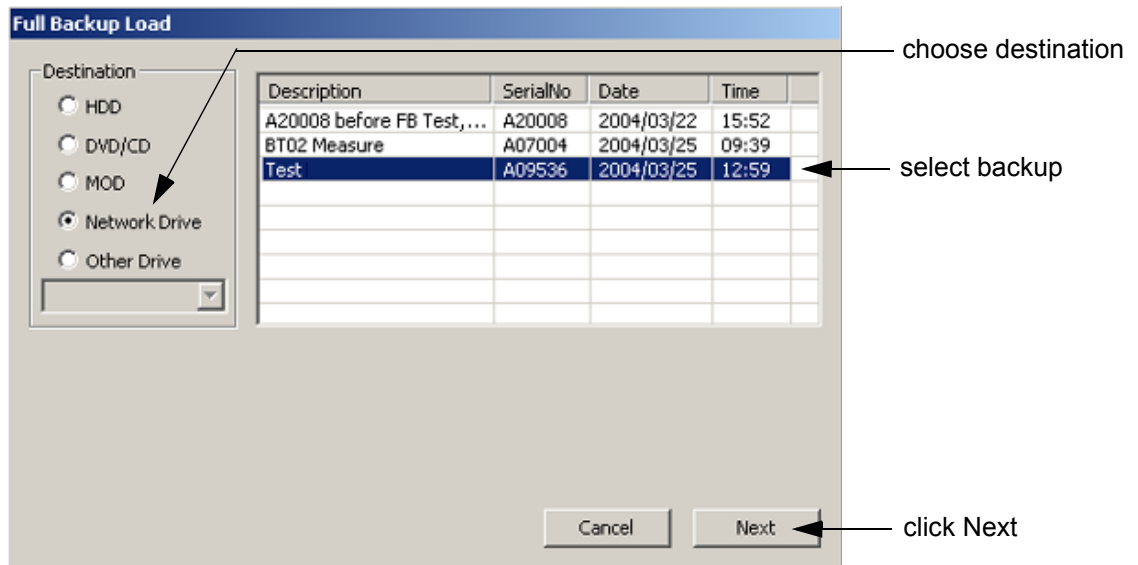 Full Backup Load
choose destination
Destination
HDD
DVD/CD
MOD
Network Drive
Other Drive
Description SerialNo Date Time
A20008 before FB Test,... A20008 2004/03/22 15:52
BT02 Measure A07004 2004/03/25 09:39
Test A09536 2004/03/25 12:59
select backup
Cancel Next
click Next